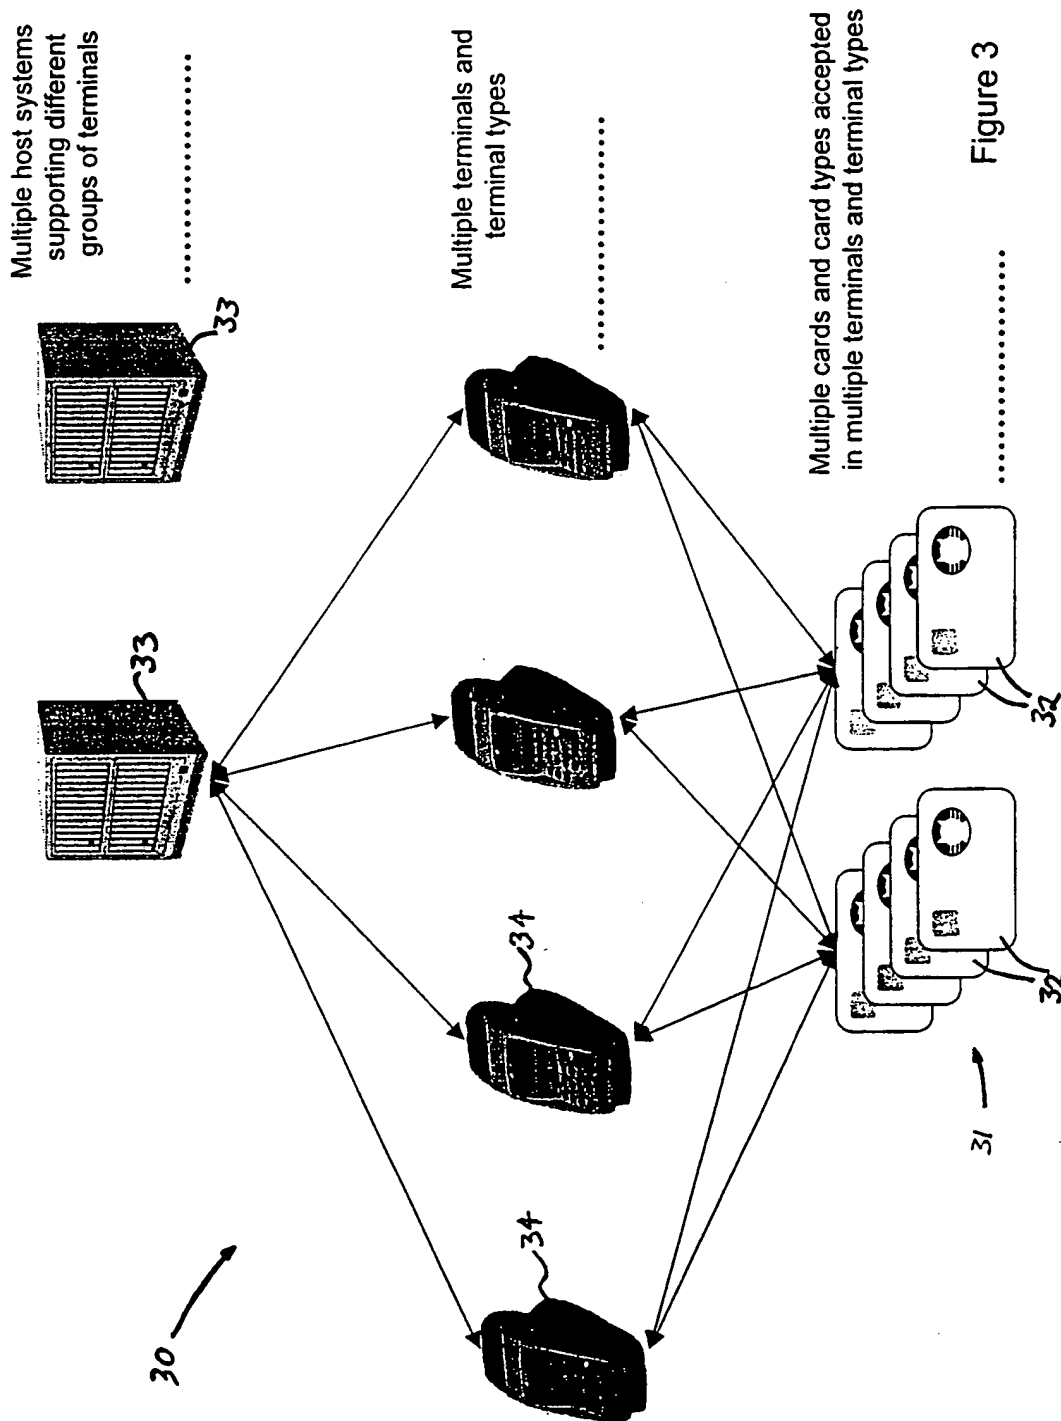 Multiple host systems
supporting different
groups of terminals
33
33
Multiple terminals and
terminal types
34
34
Multiple cards and card types accepted
in multiple terminals and terminal types
32
32
31
30
Figure 3